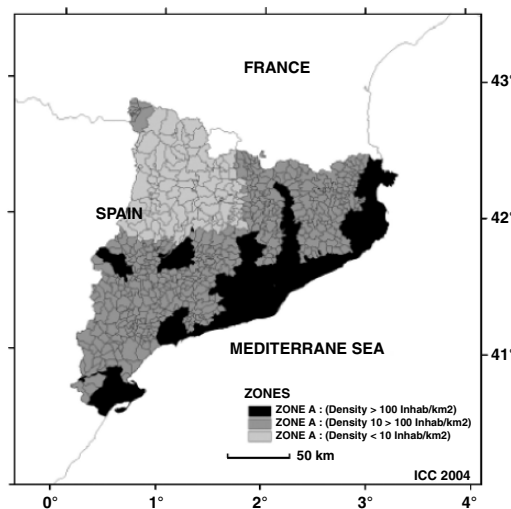 FRANCE
43°
SPAIN
42°
MEDITERRANE SEA
41°
ZONES
ZONE A : (Density > 100 Inhab/km2)
ZONE A : (Density 10 > 100 Inhab/km2)
ZONE A : (Density < 10 Inhab/km2)
50 km
ICC 2004
0° 1° 2° 3° 4°